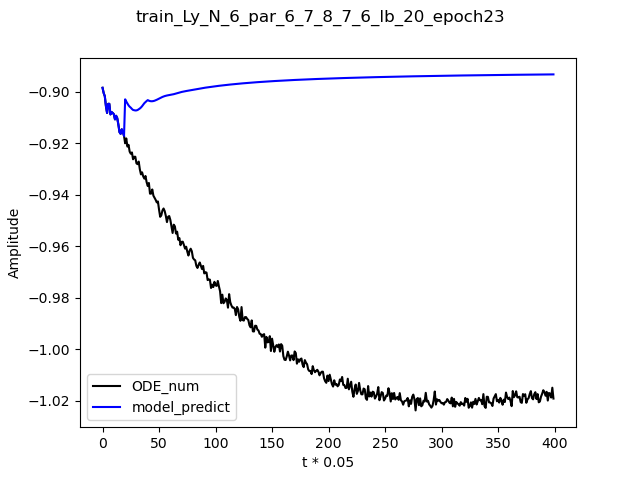 train_Ly_N_6_par_6_7_8_7_6_lb_20_epoch23
−0.90
−0.92
−0.94
−0.96
−0.98
−1.00
−1.02
Amplitude
ODE_num
model_predict
0 50 100 150 200 250 300 350 400
t * 0.05